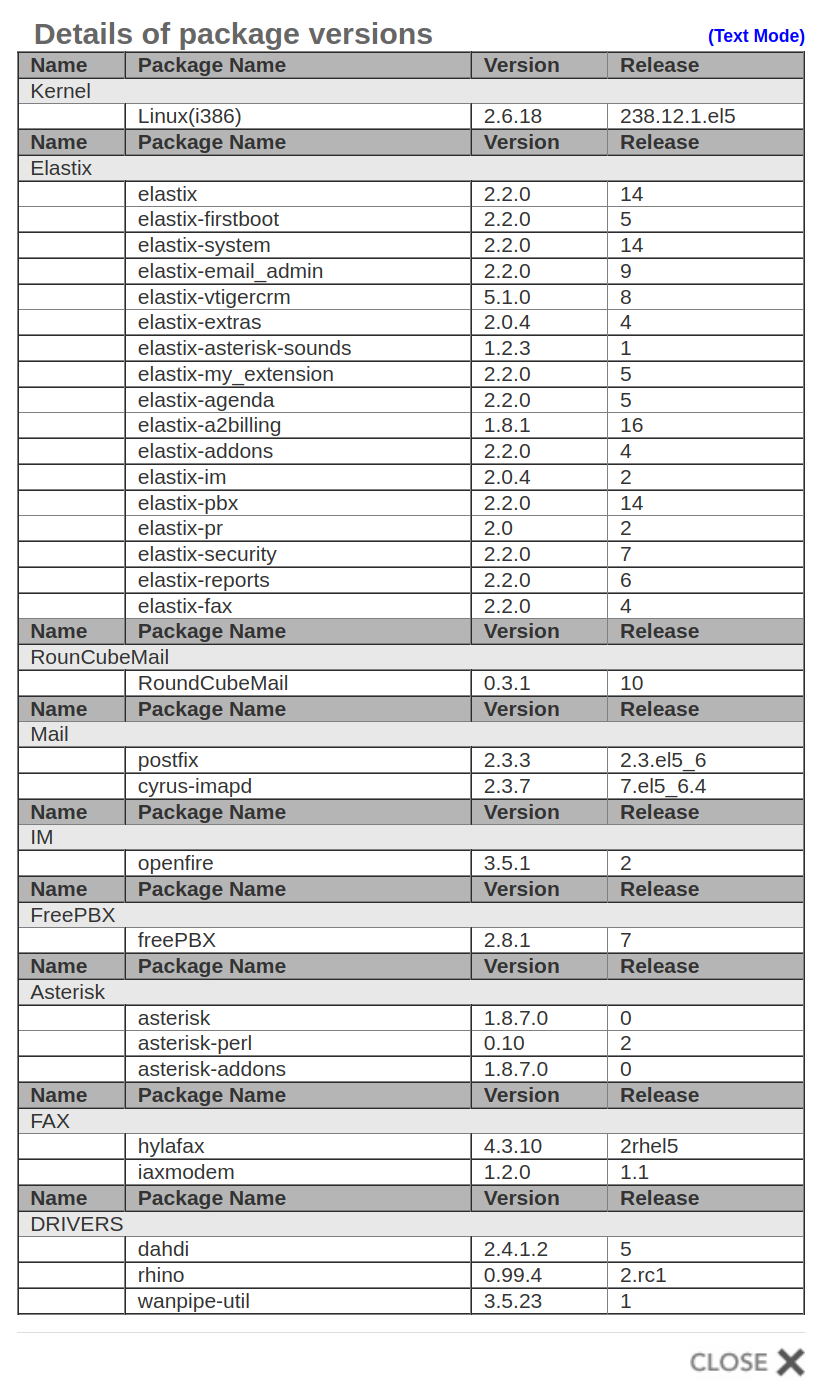 Details of package versions
(Text Mode)
Name Package Name Version Release
Kernel
Linux(i386) 2.6.18 238.12.1.el5
Name Package Name Version Release
Elastix
elastix 2.2.0 14
elastix-firstboot 2.2.0 5
elastix-system 2.2.0 14
elastix-email_admin 2.2.0 9
elastix-vtigercrm 5.1.0 8
elastix-extras 2.0.4 4
elastix-asterisk-sounds 1.2.3 1
elastix-my_extension 2.2.0 5
elastix-agenda 2.2.0 5
elastix-a2billing 1.8.1 16
elastix-addons 2.2.0 4
elastix-im 2.0.4 2
elastix-pbx 2.2.0 14
elastix-pr 2.0 2
elastix-security 2.2.0 7
elastix-reports 2.2.0 6
elastix-fax 2.2.0 4
Name Package Name Version Release
RounCubeMail
RoundCubeMail 0.3.1 10
Name Package Name Version Release
Mail
postfix 2.3.3 2.3.el5_6
cyrus-imapd 2.3.7 7.el5_6.4
Name Package Name Version Release
IM
openfire 3.5.1 2
Name Package Name Version Release
FreePBX
freePBX 2.8.1 7
Name Package Name Version Release
Asterisk
asterisk 1.8.7.0 0
asterisk-perl 0.10 2
asterisk-addons 1.8.7.0 0
Name Package Name Version Release
FAX
hylafax 4.3.10 2rhel5
iaxmodem 1.2.0 1.1
Name Package Name Version Release
DRIVERS
dahdi 2.4.1.2 5
rhino 0.99.4 2.rc1
wanpipe-util 3.5.23 1
CLOSE